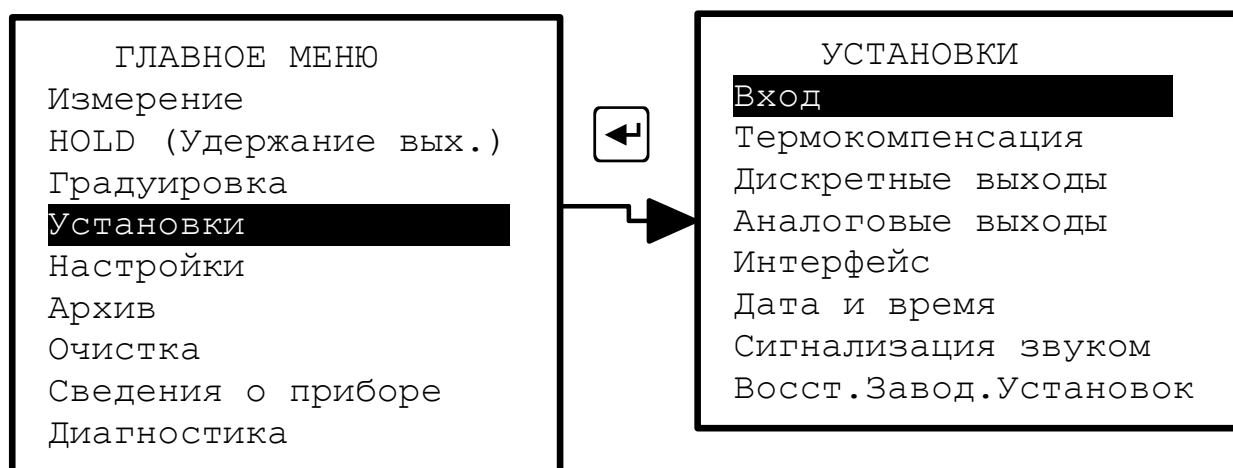 ГЛАВНОЕ МЕНЮ
Измерение
HOLD (Удержание вых.)
Градуировка
Установки
Настройки
Архив
Очистка
Сведения о приборе
Диагностика
УСТАНОВКИ
Вход
Термокомпенсация
Дискретные выходы
Аналоговые выходы
Интерфейс
Дата и время
Сигнализация звуком
Восст.Завод.Установок